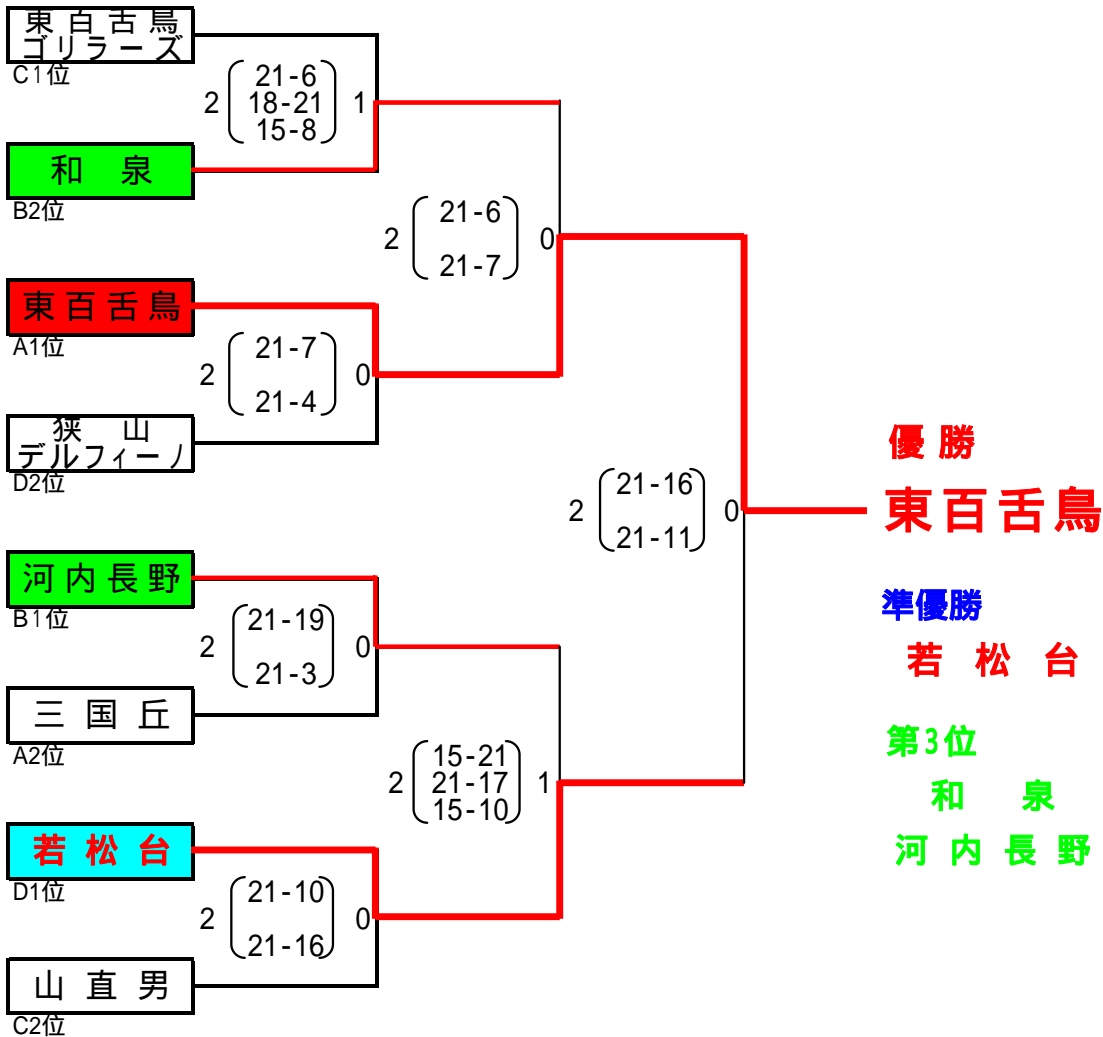 東百舌鳥
ゴリラーズ
C1位
2 21-6 1
18-21
15-8
和泉
B2位
2 21-6 0
21-7
東百舌鳥
A1位
2 21-7 0
21-4
狭山
デルフィーノ
D2位
優勝
東百舌鳥
2 21-16 0
21-11
河内長野
B1位
2 21-19 0
21-3
準優勝
若松台
三国丘
A2位
第3位
和泉
河内長野
2 15-21 1
21-17
15-10
若松台
D1位
2 21-10 0
21-16
山直男
C2位